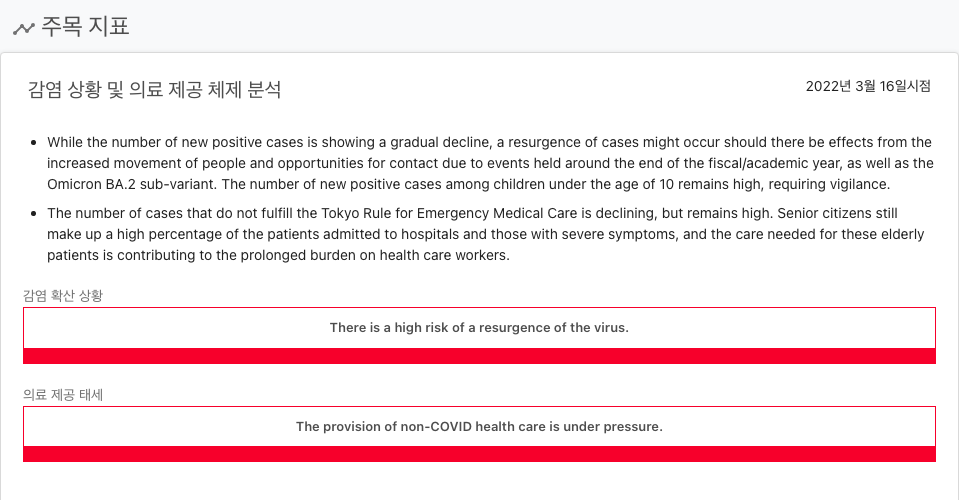 주목 지표
감염 상황 및 의료 제공 체제 분석
2022년 3월 16일시점
• While the number of new positive cases is showing a gradual decline, a resurgence of cases might occur should there be effects from the
increased movement of people and opportunities for contact due to events held around the end of the fiscal/academic year, as well as the
Omicron BA.2 sub-variant. The number of new positive cases among children under the age of 10 remains high, requiring vigilance.
• The number of cases that do not fulfill the Tokyo Rule for Emergency Medical Care is declining, but remains high. Senior citizens still
make up a high percentage of the patients admitted to hospitals and those with severe symptoms, and the care needed for these elderly
patients is contributing to the prolonged burden on health care workers.
감염 확산 상황
There is a high risk of a resurgence of the virus.
의료 제공 태세
The provision of non-COVID health care is under pressure.